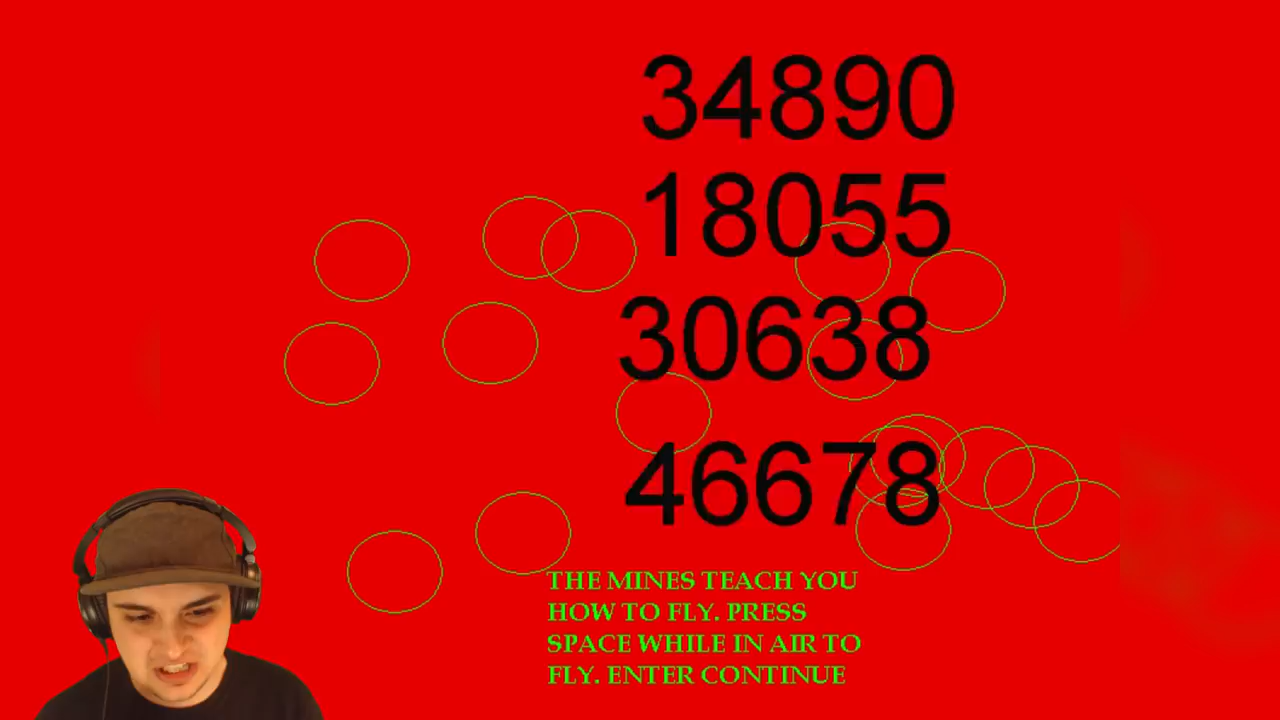 34890
18055
30638
46678
THE MINES TEACH YOU
HOW TO FLY. PRESS
SPACE WHILE IN AIR TO
FLY. ENTER CONTINUE